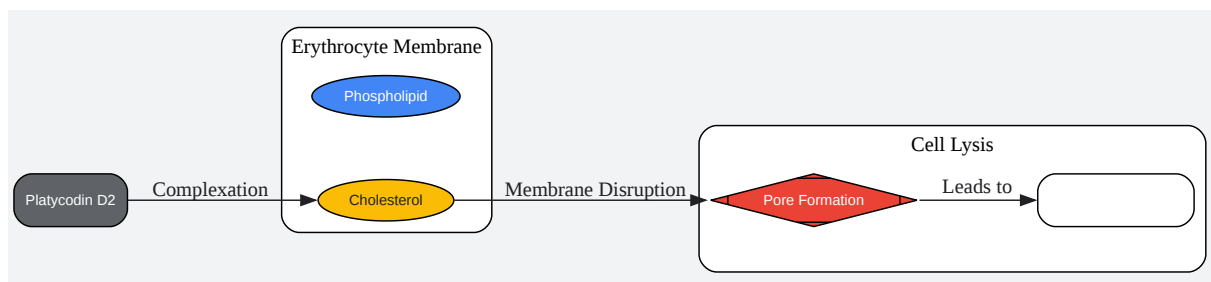 Erythrocyte Membrane
Phospholipid
Platycodin D2
Complexation
Cholesterol
Membrane Disruption
Cell Lysis
Pore Formation
Leads to